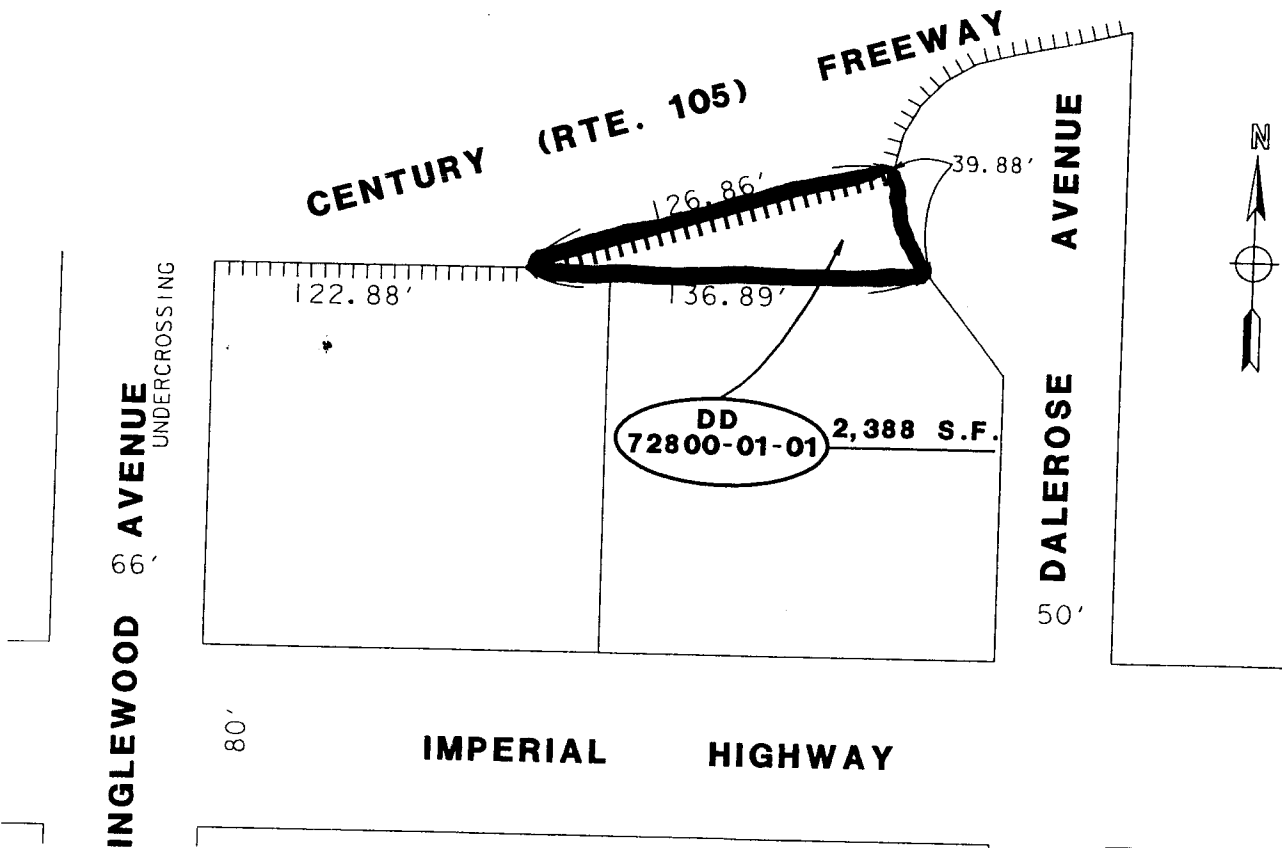 CENTURY (RTE. 105) FREEWAY
N
126.86'
39.88'
122.88'
136.89'
UNDERCROSSING
INGLEWOOD AVENUE
66'
DALEROSE AVENUE
50'
DD
72800-01-01
2,388 S.F.
80'
IMPERIAL HIGHWAY